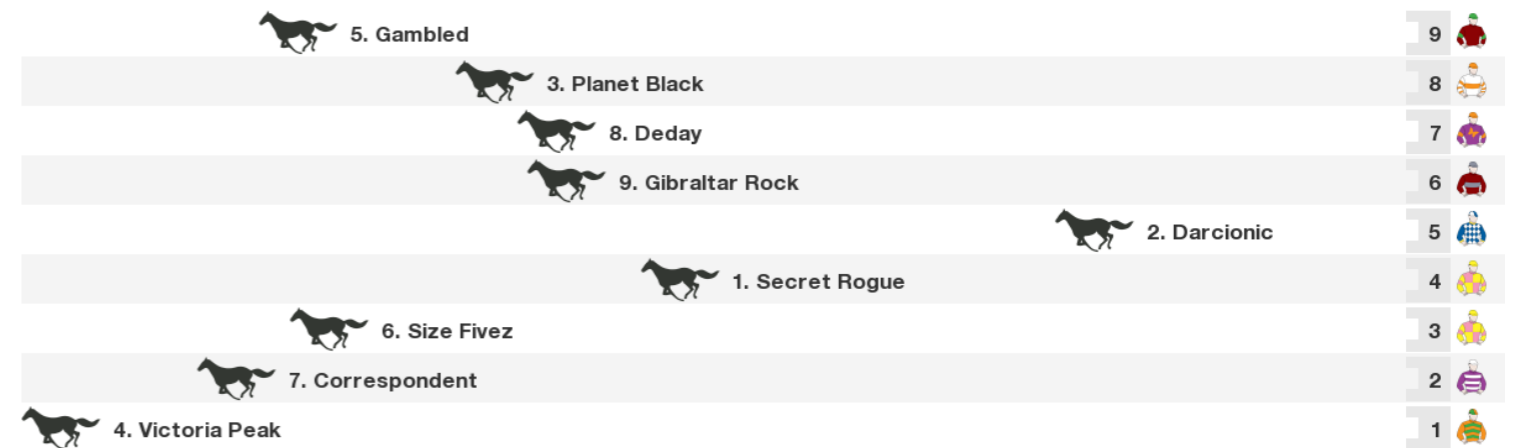 5. Gambled 9
3. Planet Black 8
8. Deday 7
9. Gibraltar Rock 6
2. Darcionic 5
1. Secret Rogue 4
6. Size Fivez 3
7. Correspondent 2
4. Victoria Peak 1